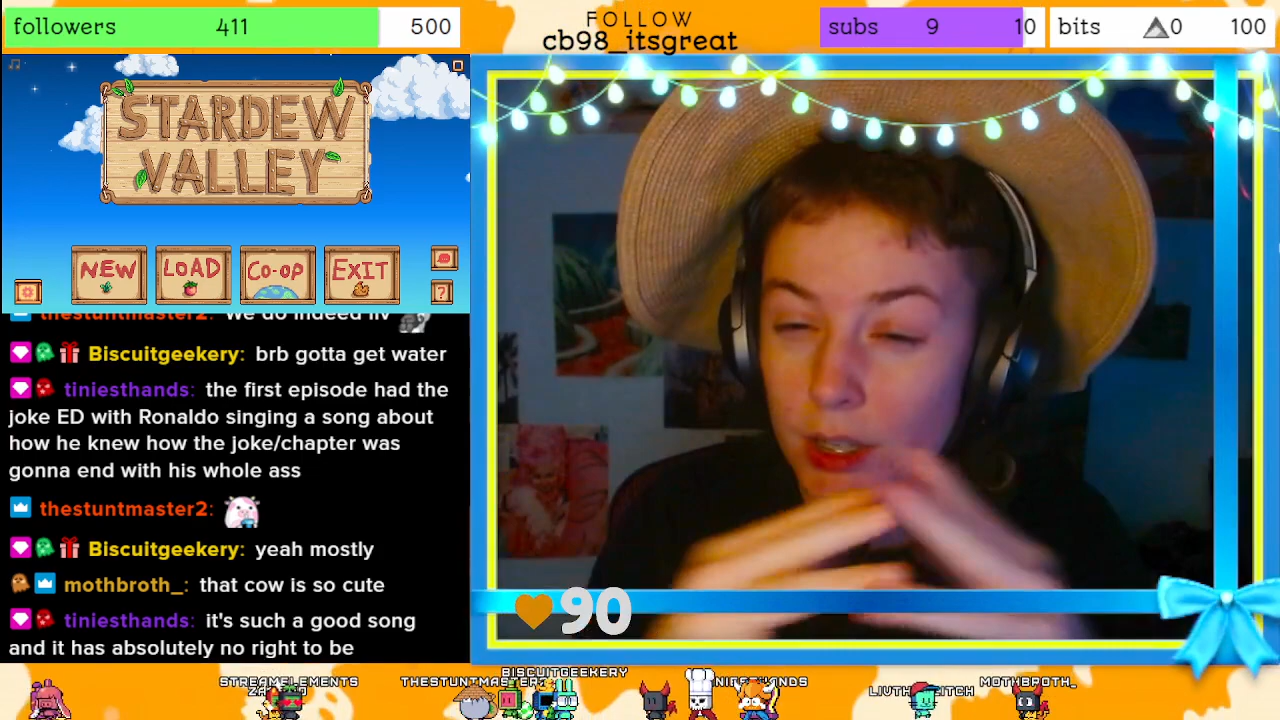 followers 411 500
FOLLOW
cb98_itsgreat
subs 9 10
bits 0 100
STARDEW
VALLEY
NEW LOAD CO-OP EXIT
?
thestuntmaster2: we do indeed liv
Biscuitgeekery: brb gotta get water
tiniesthands: the first episode had the
joke ED with Ronaldo singing a song about
how he knew how the joke/chapter was
gonna end with his whole ass
thestuntmaster2:
Biscuitgeekery: yeah mostly
mothbroth_: that cow is so cute
tiniesthands: it's such a good song
and it has absolutely no right to be
90
STREAMELEMENTS
BISCUITGEEKERY
MOTHBROTH_